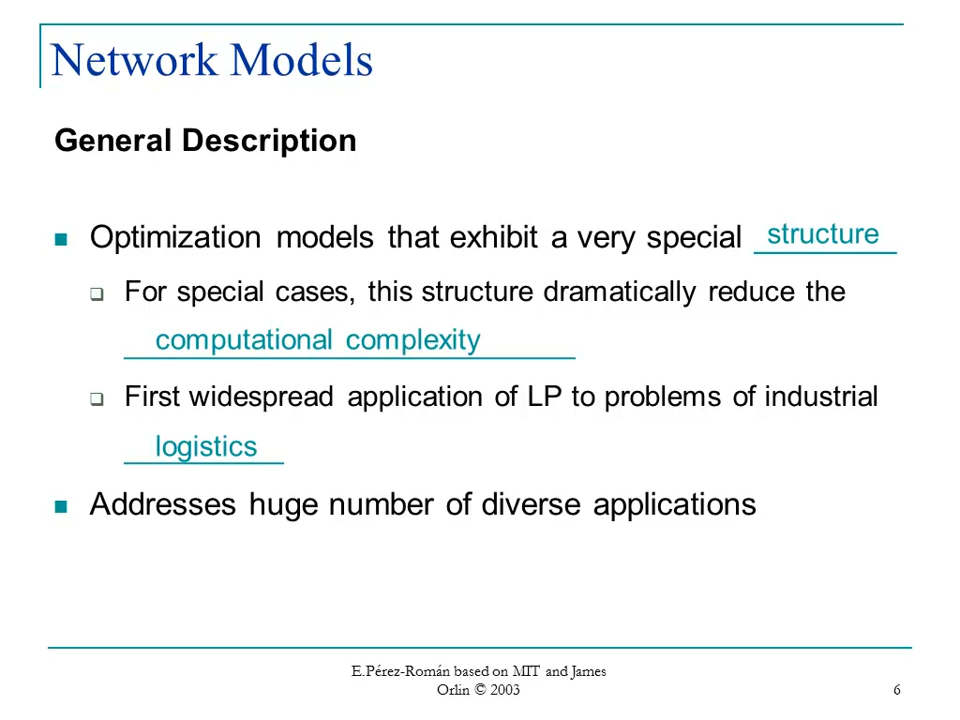 Network Models
General Description
Optimization models that exhibit a very special structure
For special cases, this structure dramatically reduce the
computational complexity
First widespread application of LP to problems of industrial
logistics
Addresses huge number of diverse applications
E.Pérez-Román based on MIT and James
Orlin © 2003
6